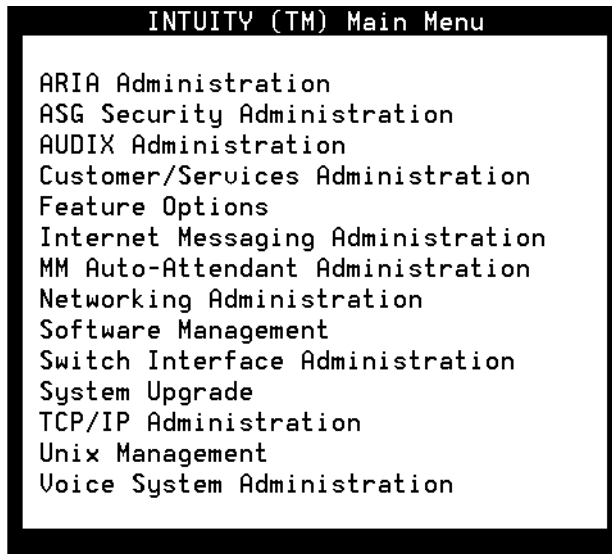 INTUITY (TM) Main Menu
ARIA Administration
ASG Security Administration
AUDIX Administration
Customer/Services Administration
Feature Options
Internet Messaging Administration
MM Auto-Attendant Administration
Networking Administration
Software Management
Switch Interface Administration
System Upgrade
TCP/IP Administration
Unix Management
Voice System Administration